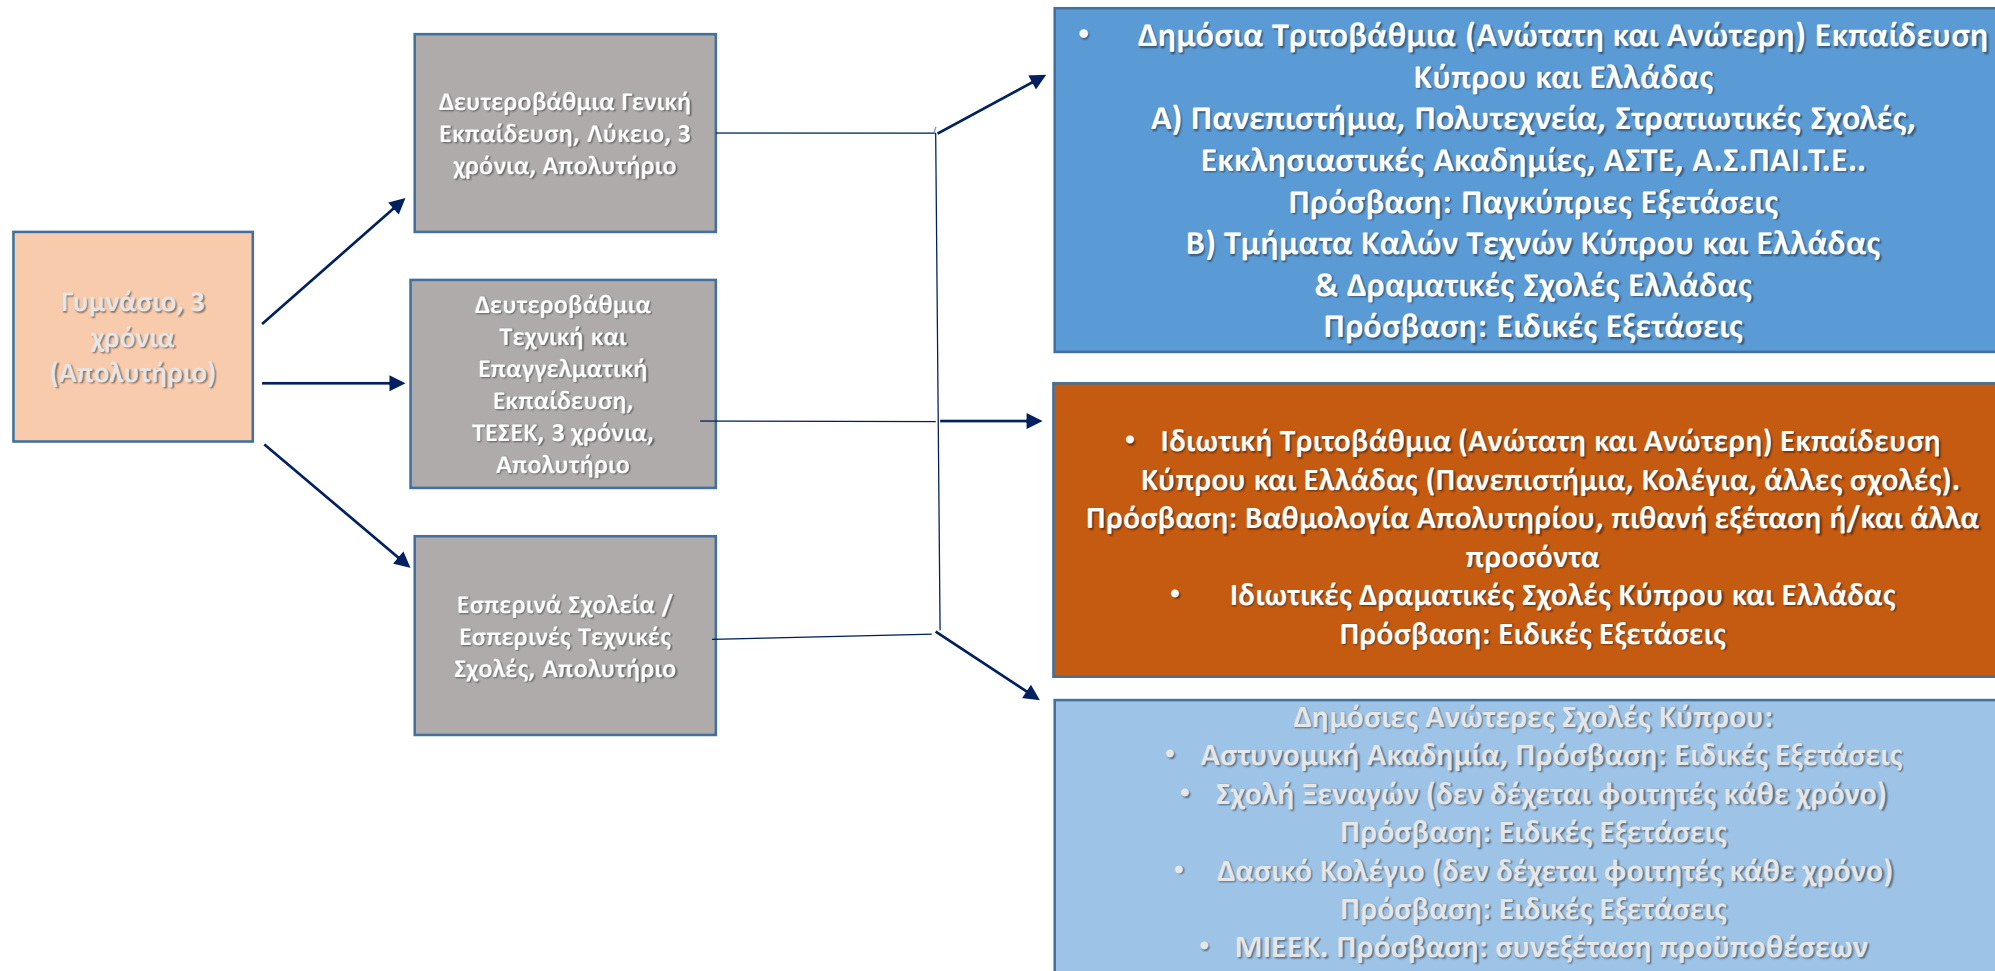 Γυμνάσιο, 3
χρόνια
(Απολυτήριο)
Δευτεροβάθμια Γενική
Εκπαίδευση, Λύκειο, 3
χρόνια, Απολυτήριο
Δευτεροβάθμια
Τεχνική και
Επαγγελματική
Εκπαίδευση,
ΤΕΣΕΚ, 3 χρόνια,
Απολυτήριο
Εσπερινά Σχολεία /
Εσπερινές Τεχνικές
Σχολές, Απολυτήριο
• Δημόσια Τριτοβάθμια (Ανώτατη και Ανώτερη) Εκπαίδευση
Κύπρου και Ελλάδας
Α) Πανεπιστήμια, Πολυτεχνεία, Στρατιωτικές Σχολές,
Εκκλησιαστικές Ακαδημίες, ΑΣΤΕ, Α.Σ.ΠΑΙ.Τ.Ε..
Πρόσβαση: Παγκύπριες Εξετάσεις
Β) Τμήματα Καλών Τεχνών Κύπρου και Ελλάδας
& Δραματικές Σχολές Ελλάδας
Πρόσβαση: Ειδικές Εξετάσεις
• Ιδιωτική Τριτοβάθμια (Ανώτατη και Ανώτερη) Εκπαίδευση
Κύπρου και Ελλάδας (Πανεπιστήμια, Κολέγια, άλλες σχολές).
Πρόσβαση: Βαθμολογία Απολυτηρίου, πιθανή εξέταση ή/και άλλα
προσόντα
• Ιδιωτικές Δραματικές Σχολές Κύπρου και Ελλάδας
Πρόσβαση: Ειδικές Εξετάσεις
Δημόσιες Ανώτερες Σχολές Κύπρου:
• Αστυνομική Ακαδημία, Πρόσβαση: Ειδικές Εξετάσεις
• Σχολή Ξεναγών (δεν δέχεται φοιτητές κάθε χρόνο)
Πρόσβαση: Ειδικές Εξετάσεις
• Δασικό Κολέγιο (δεν δέχεται φοιτητές κάθε χρόνο)
Πρόσβαση: Ειδικές Εξετάσεις
• ΜΙΕΕΚ. Πρόσβαση: συνεξέταση προϋποθέσεων